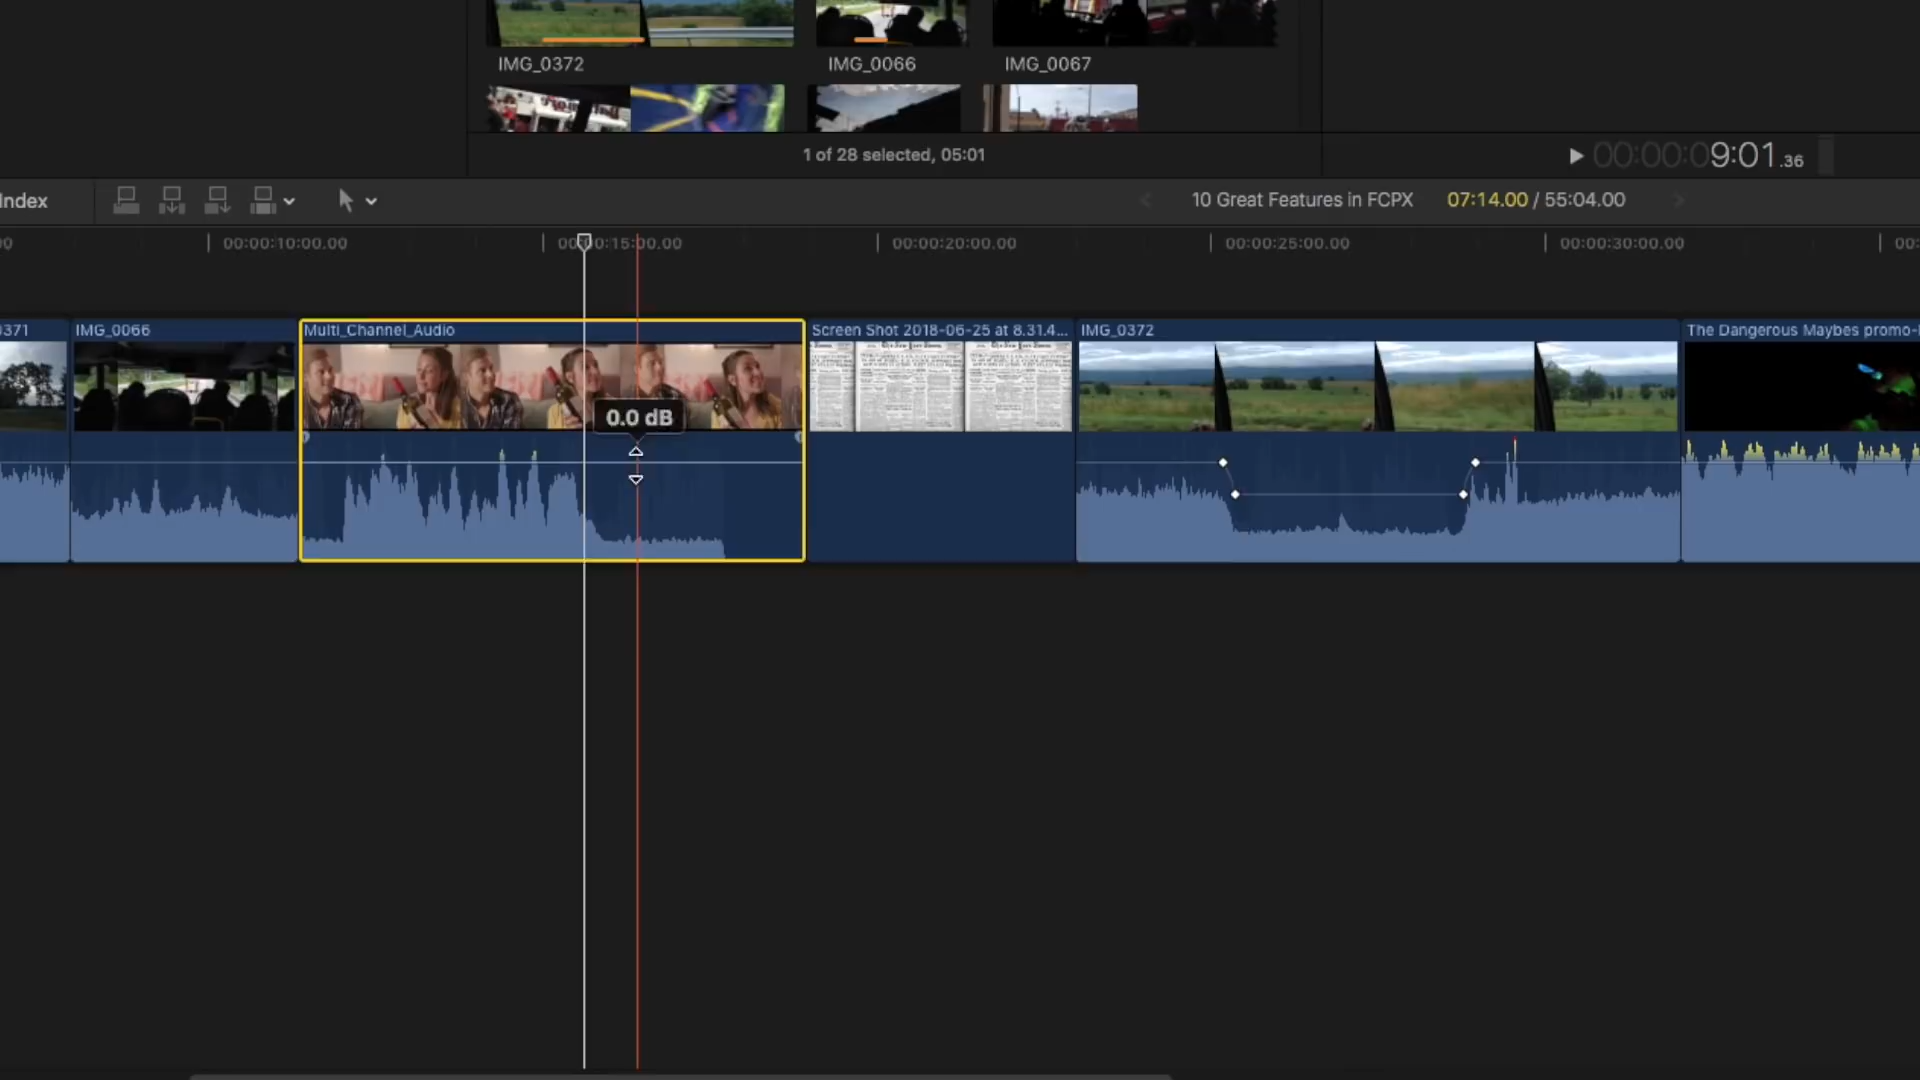 IMG_0372
IMG_0066
IMG_0067
1 of 28 selected, 05:01
00:00:09:01.36
Index
10 Great Features in FCPX
07:14.00 / 55:04.00
00:00:10:00.00
00:00:15:00.00
00:00:20:00.00
00:00:25:00.00
00:00:30:00.00
00:
0371
IMG_0066
Multi_Channel_Audio
Screen Shot 2018-06-25 at 8.31.4...
IMG_0372
The Dangerous Maybes promo-
0.0 dB